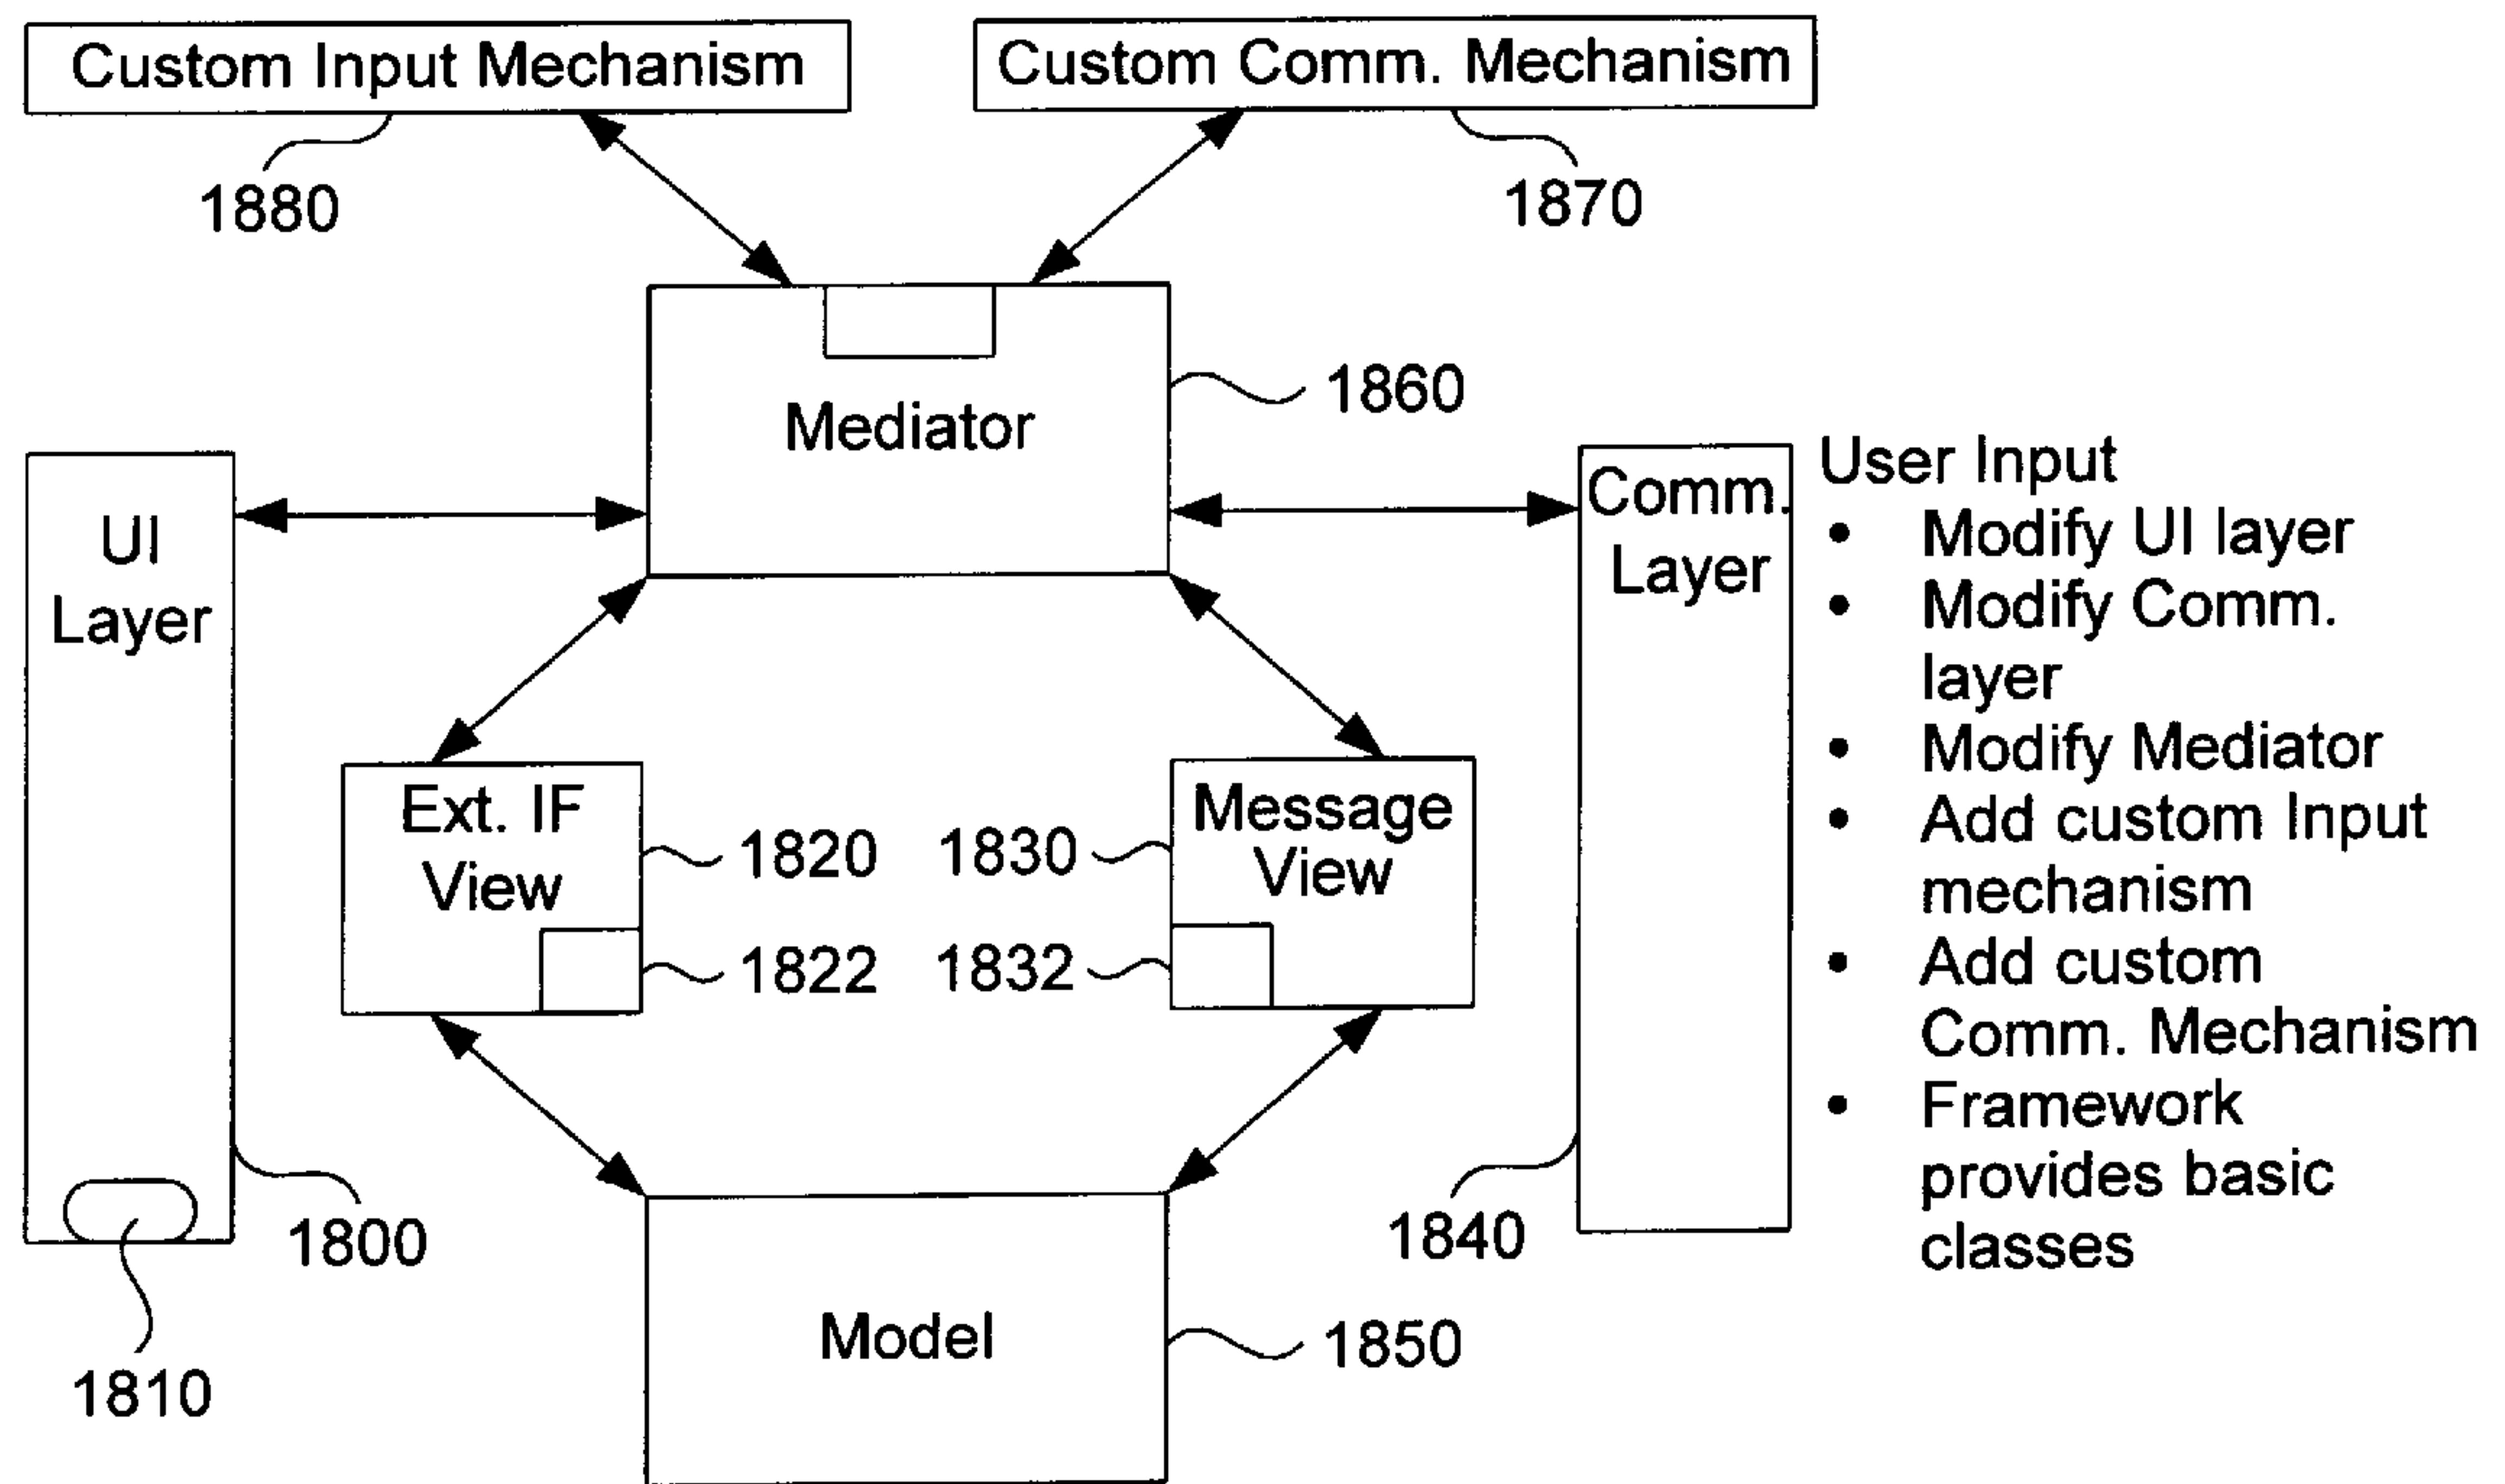 Custom Input Mechanism
Custom Comm. Mechanism
1880
1870
1860
Mediator
UI
Layer
Comm.
Layer
User Input
• Modify UI layer
• Modify Comm.
layer
• Modify Mediator
• Add custom Input
mechanism
• Add custom
Comm. Mechanism
• Framework
provides basic
classes
Ext. IF
View
1820
1822
Message
View
1830
1832
1800
1840
1810
Model
1850